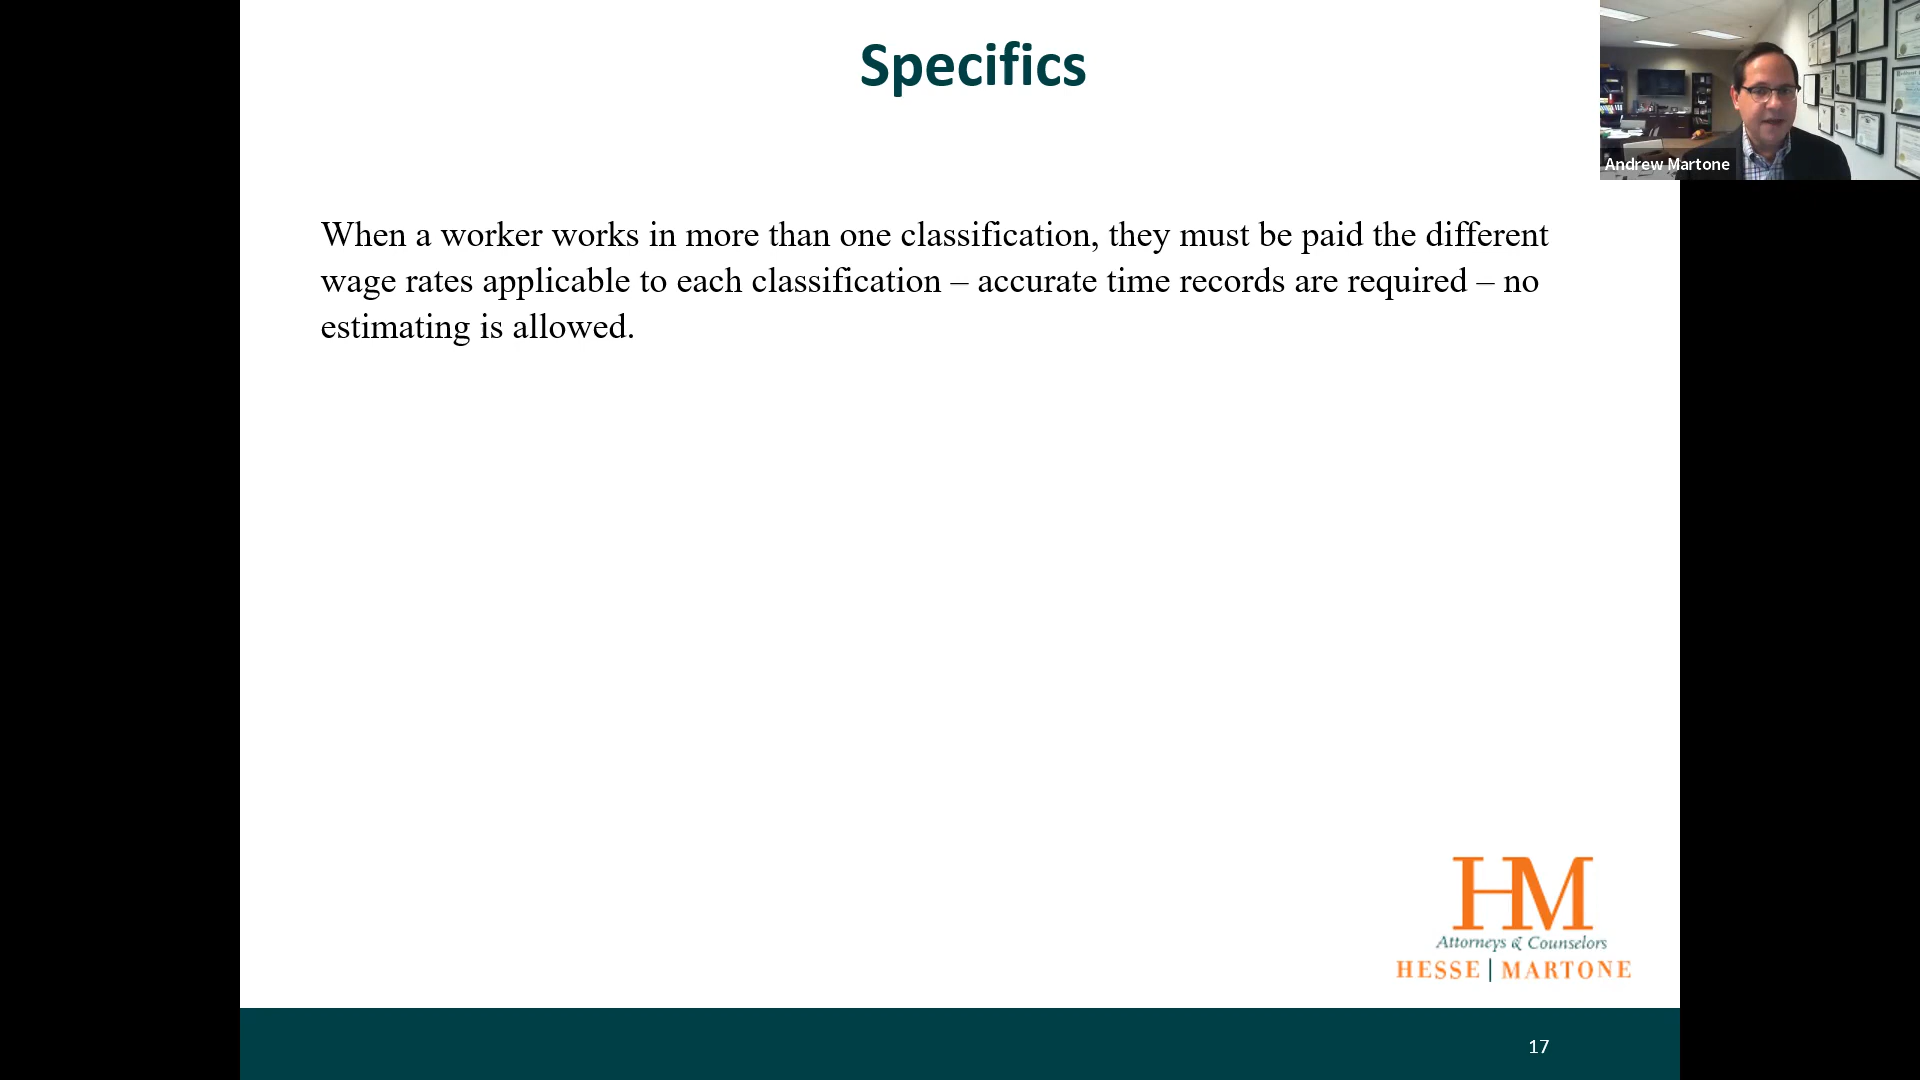 Specifics
Andrew Martone
When a worker works in more than one classification, they must be paid the different
wage rates applicable to each classification – accurate time records are required – no
estimating is allowed.
HM
Attorneys & Counselors
HESSE | MARTONE
17